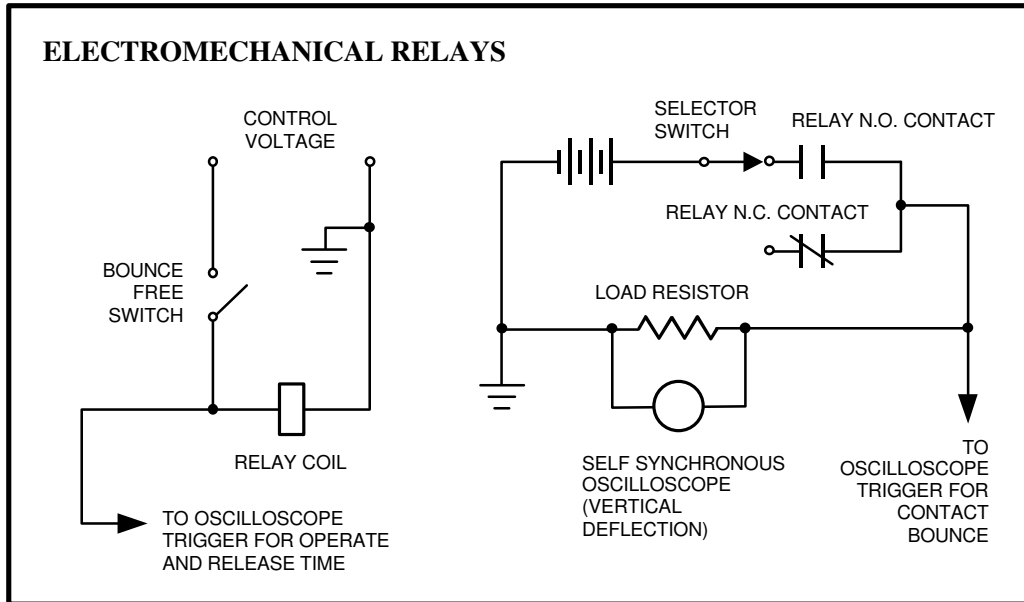 ELECTROMECHANICAL RELAYS
CONTROL
VOLTAGE
BOUNCE
FREE
SWITCH
RELAY COIL
TO OSCILLOSCOPE
TRIGGER FOR OPERATE
AND RELEASE TIME
SELECTOR
SWITCH
RELAY N.O. CONTACT
RELAY N.C. CONTACT
LOAD RESISTOR
SELF SYNCHRONOUS
OSCILLOSCOPE
(VERTICAL
DEFLECTION)
TO
OSCILLOSCOPE
TRIGGER FOR
CONTACT
BOUNCE